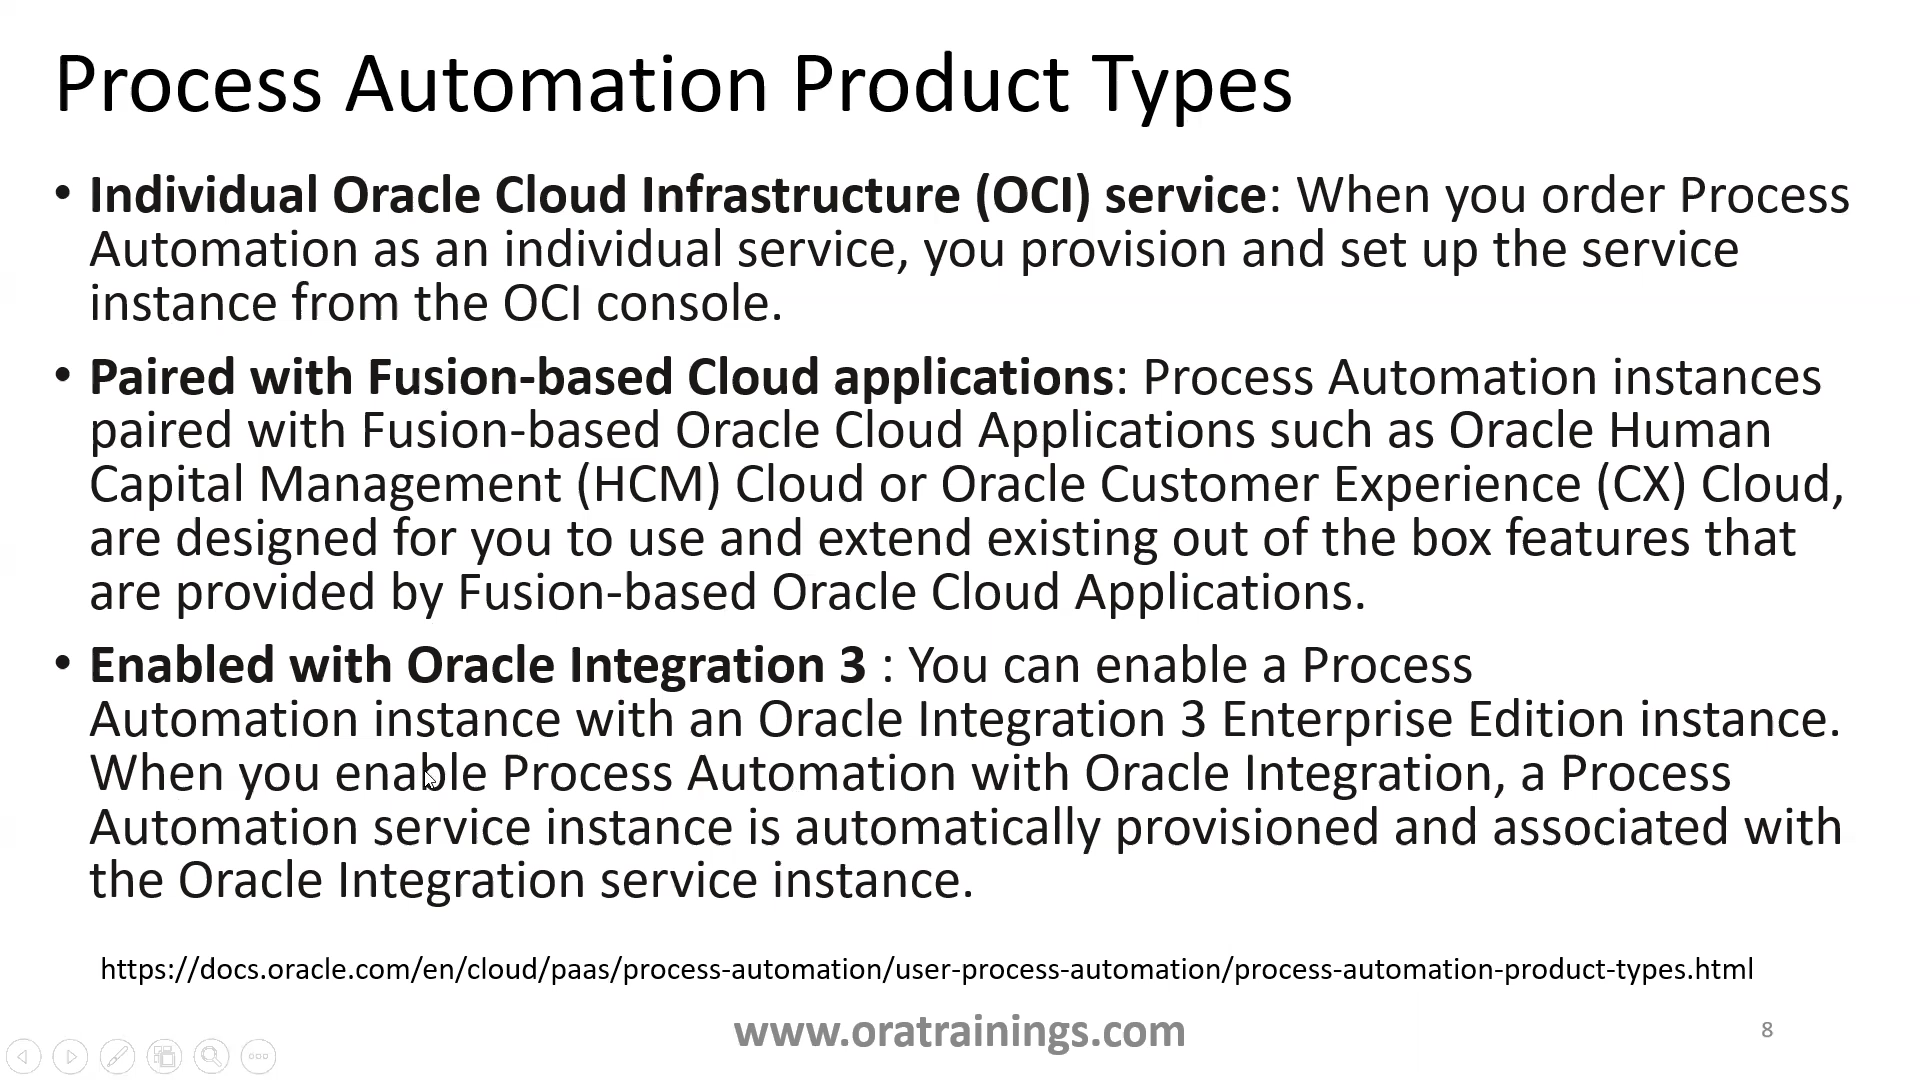 Process Automation Product Types
• Individual Oracle Cloud Infrastructure (OCI) service: When you order Process
Automation as an individual service, you provision and set up the service
instance from the OCI console.
• Paired with Fusion-based Cloud applications: Process Automation instances
paired with Fusion-based Oracle Cloud Applications such as Oracle Human
Capital Management (HCM) Cloud or Oracle Customer Experience (CX) Cloud,
are designed for you to use and extend existing out of the box features that
are provided by Fusion-based Oracle Cloud Applications.
• Enabled with Oracle Integration 3 : You can enable a Process
Automation instance with an Oracle Integration 3 Enterprise Edition instance.
When you enable Process Automation with Oracle Integration, a Process
Automation service instance is automatically provisioned and associated with
the Oracle Integration service instance.
https://docs.oracle.com/en/cloud/paas/process-automation/user-process-automation/process-automation-product-types.html
www.oratrainings.com
8